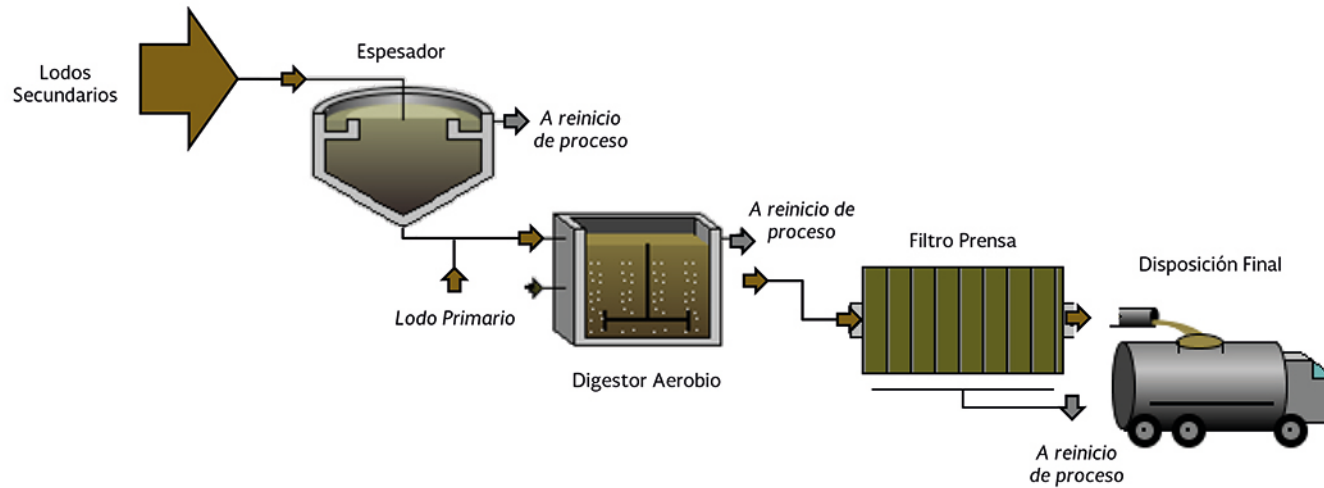 Lodos
Secundarios
Espesador
A reinicio
de proceso
Lodo Primario
Digestor Aerobio
A reinicio de
proceso
Filtro Prensa
A reinicio
de proceso
Disposición Final